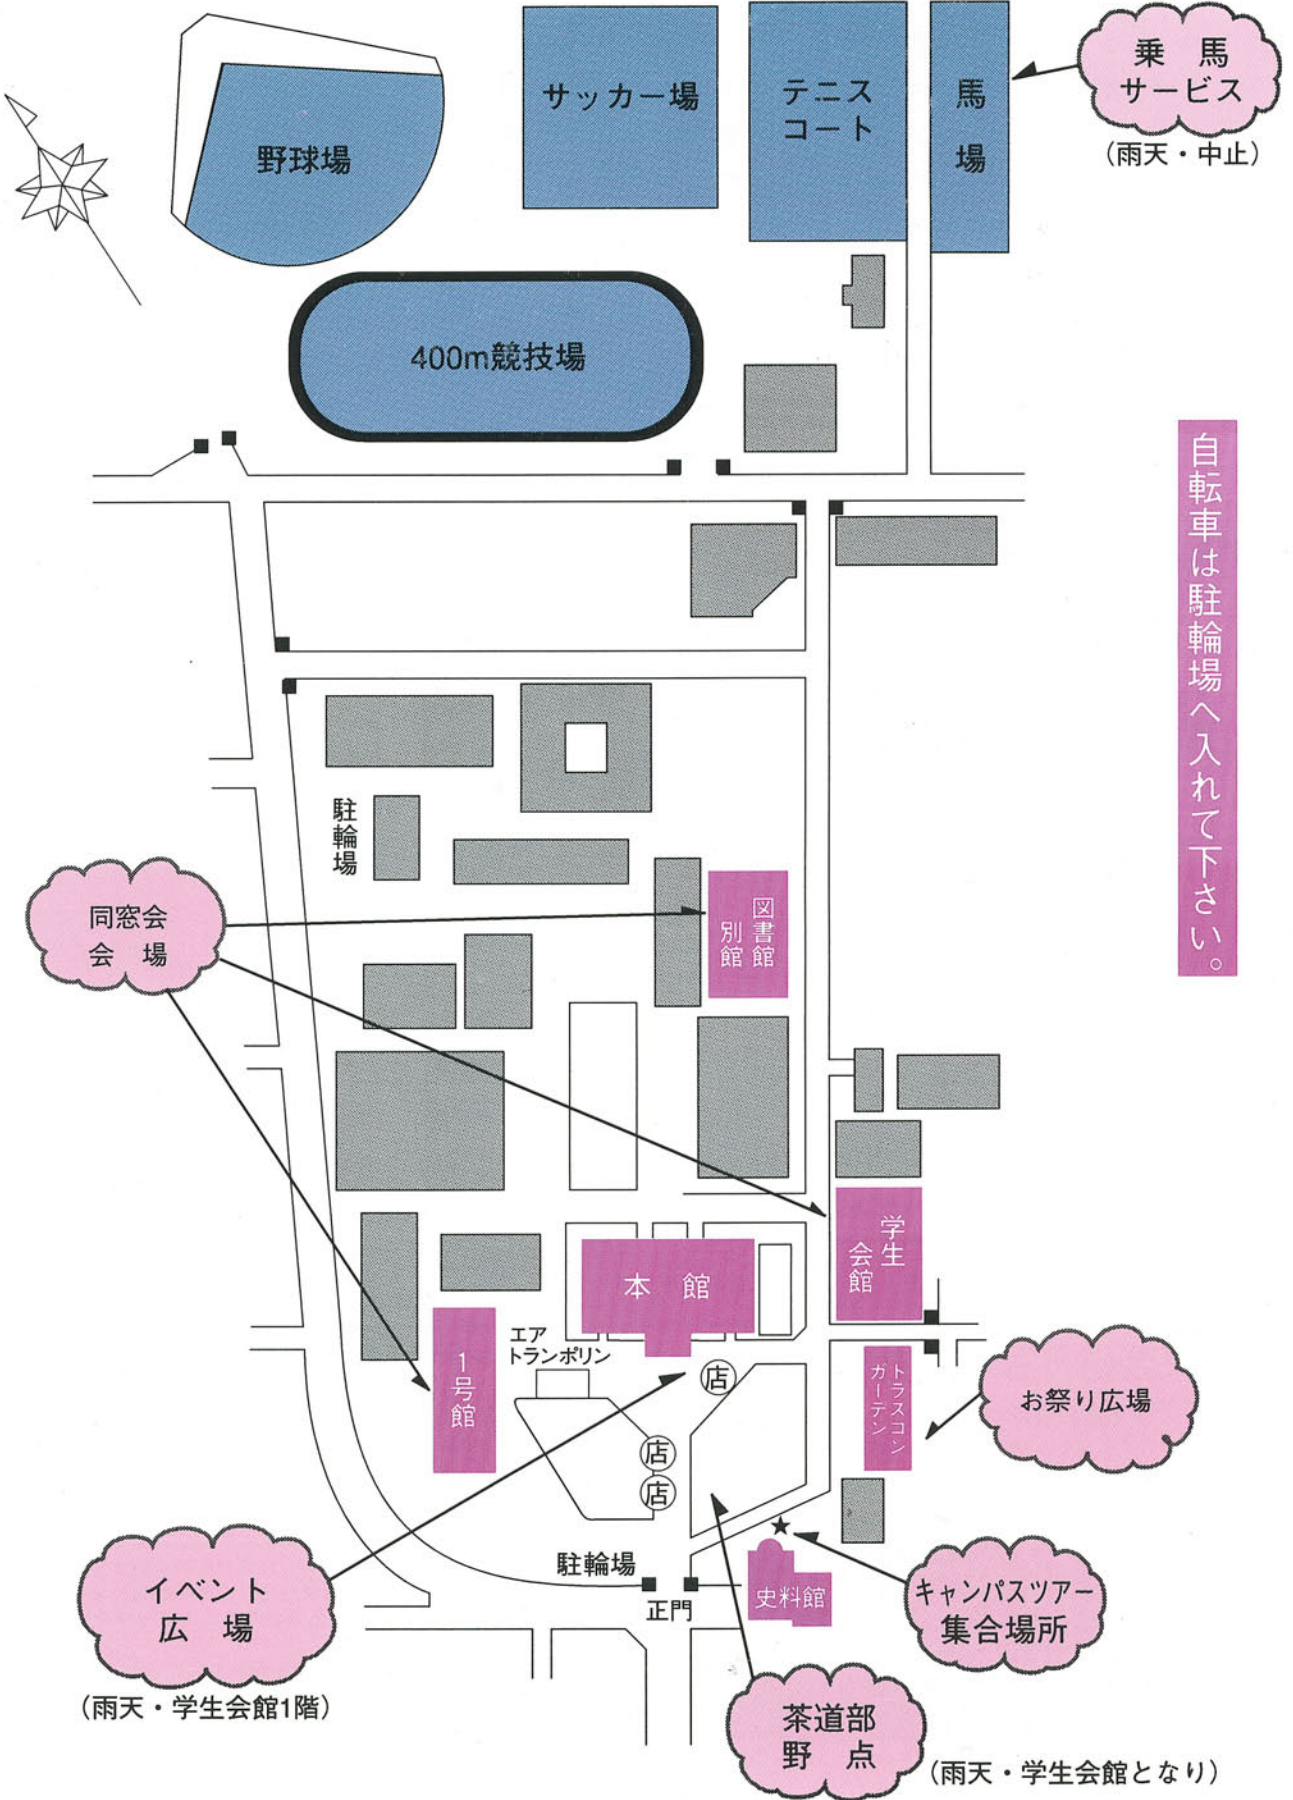 乗 馬
サービス
(雨天・中止)
サッカー場
テニス
コート
馬場
野球場
400m競技場
自転車は駐輪場へ入れて下さい。
駐輪場
同窓会
会 場
図書館
別館
学生
会館
本 館
エア
トランポリン
1号館
店
トラスコン
ガーデン
お祭り広場
店
店
イベント
広 場
(雨天・学生会館1階)
駐輪場
正門
史料館
キャンパスツアー
集合場所
茶道部
野 点
(雨天・学生会館となり)